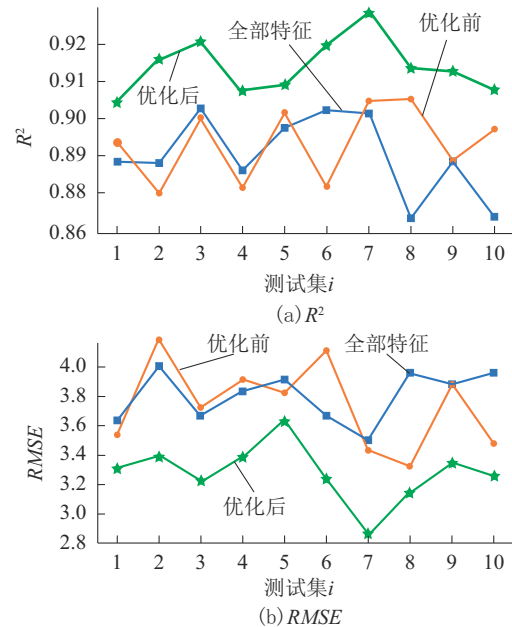 0.92
0.91
0.90
0.89
0.88
0.86
R²
全部特征
优化前
优化后
1 2 3 4 5 6 7 8 9 10
测试集i
(a)R²
4.0
3.8
3.6
3.4
3.2
3.0
2.8
RMSE
优化前
全部特征
优化后
1 2 3 4 5 6 7 8 9 10
测试集i
(b)RMSE